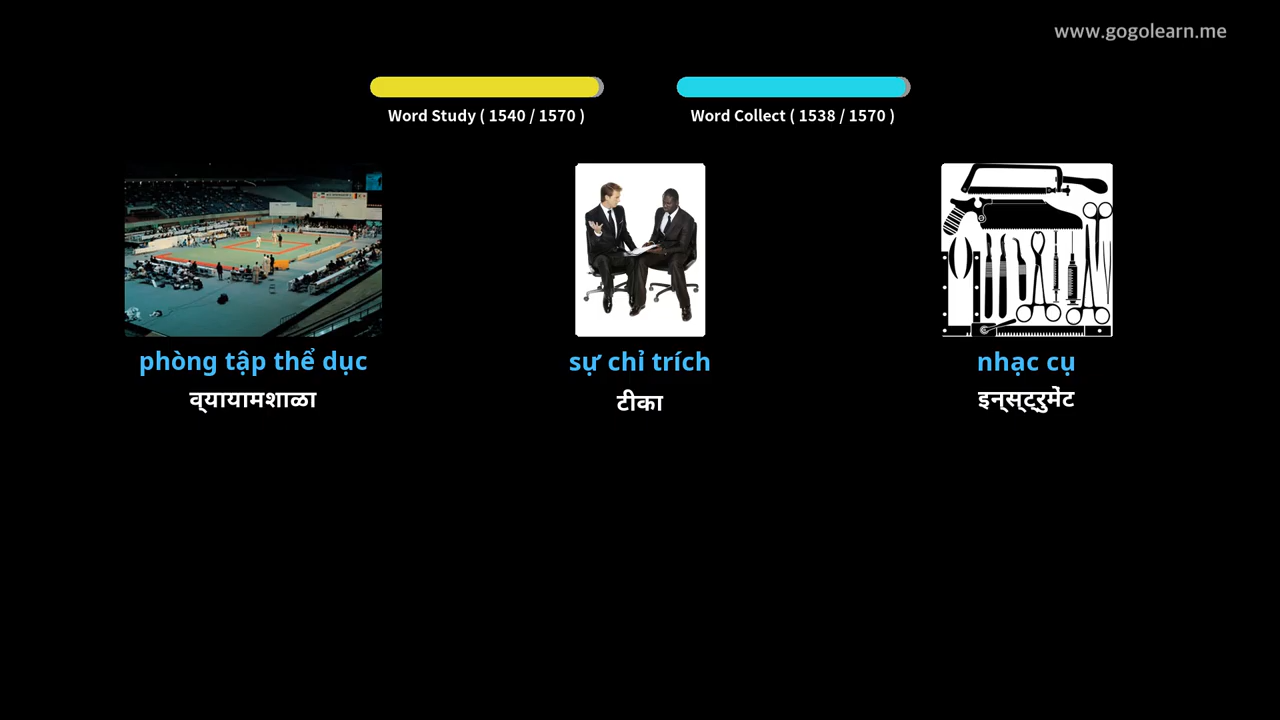 www.gogolearn.me
Word Study ( 1540 / 1570 )
Word Collect ( 1538 / 1570 )
phòng tập thể dục
sự chỉ trích
nhạc cụ
व्यायामशाळा
टीका
इन्स्ट्रुमेंट